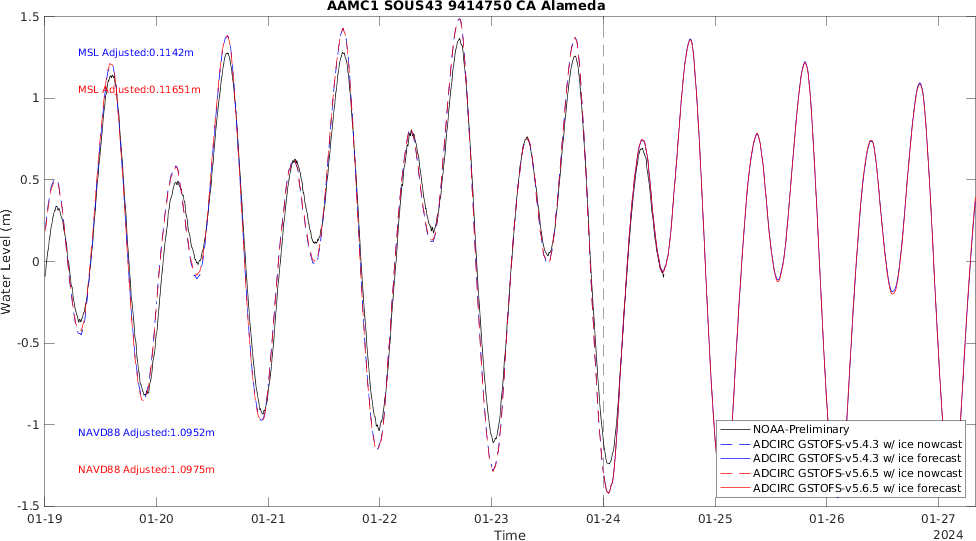 AAMC1 SOUS43 9414750 CA Alameda
1.5
MSL Adjusted:0.1142m
1
MSL Adjusted:0.11651m
0.5
Water Level (m)
0
-0.5
-1
NAVD88 Adjusted:1.0952m
NAVD88 Adjusted:1.0975m
-1.5
NOAA-Preliminary
ADCIRC GSTOFS-v5.4.3 w/ ice nowcast
ADCIRC GSTOFS-v5.4.3 w/ ice forecast
ADCIRC GSTOFS-v5.6.5 w/ ice nowcast
ADCIRC GSTOFS-v5.6.5 w/ ice forecast
01-19 01-20 01-21 01-22 01-23 01-24 01-25 01-26 01-27
Time
2024